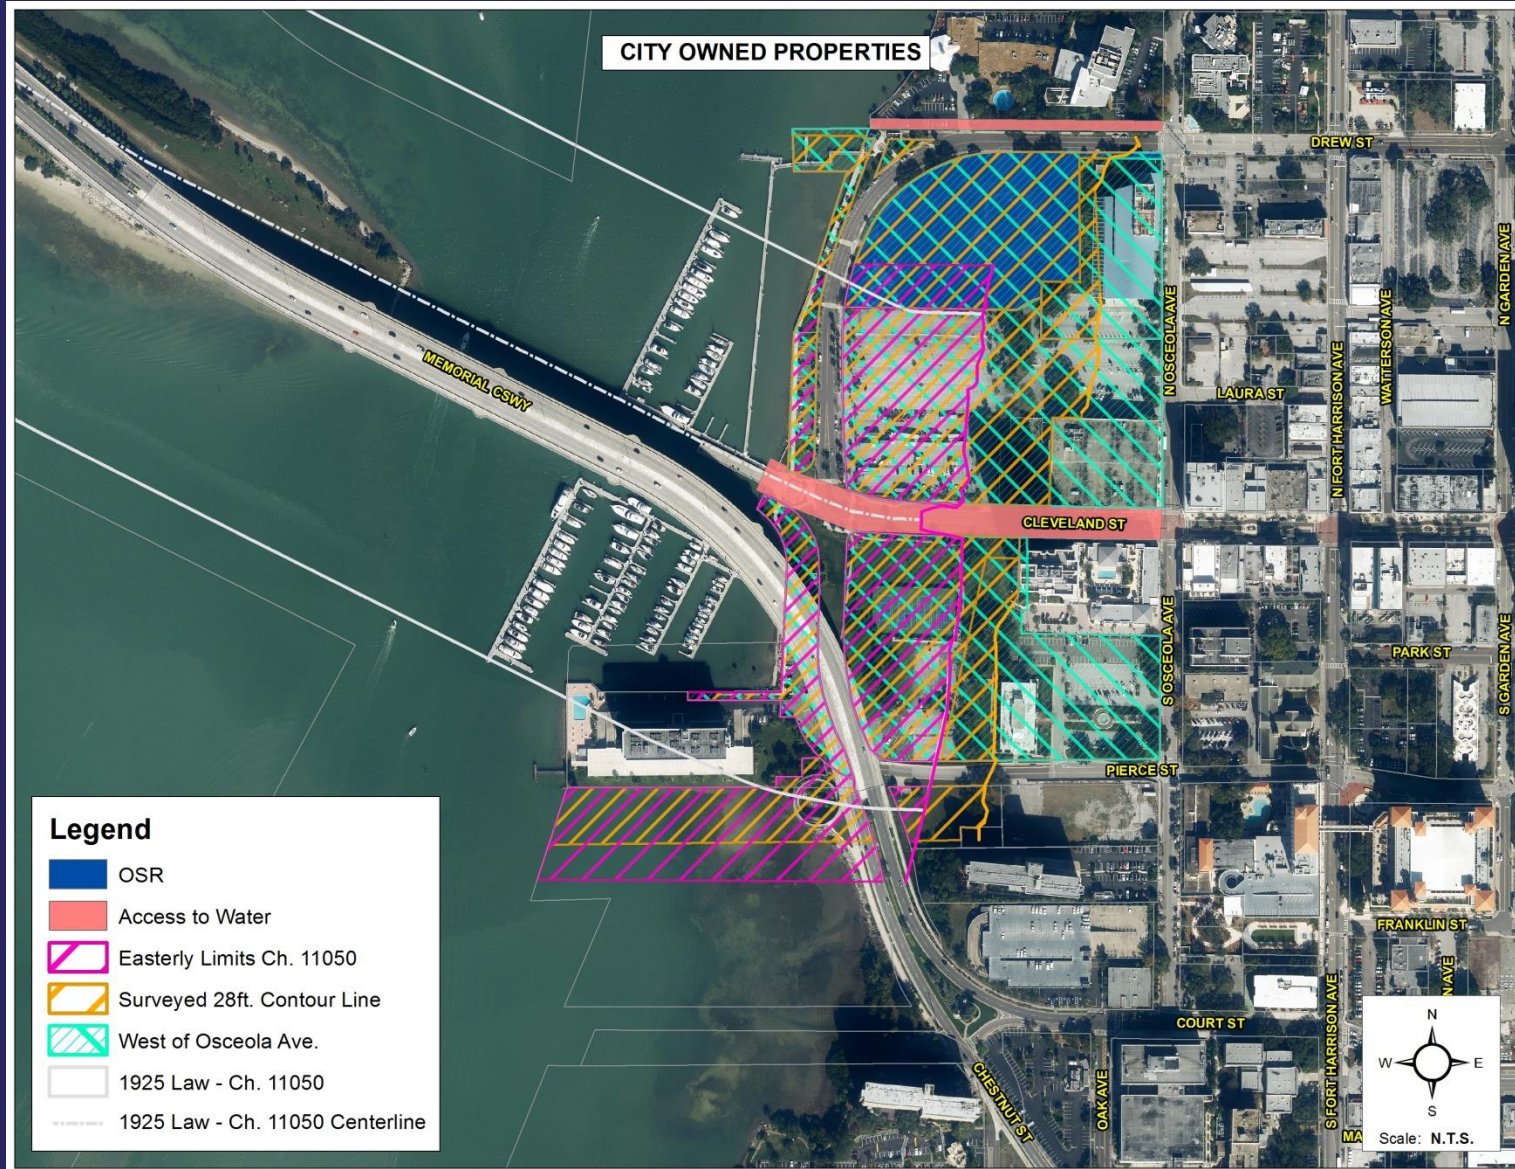 CITY OWNED PROPERTIES
DREW ST
N GARDEN AVE
N OSCEOLA AVE
WATTERSON AVE
MEMORIAL CSWY
LAURA ST
N FORT HARRISON AVE
CLEVELAND ST
S OSCEOLA AVE
PARK ST
S GARDEN AVE
PIERCE ST
FRANKLIN ST
N AVE
S FORT HARRISON AVE
COURT ST
CHESTNUT ST
OAK AVE
MA
Legend
OSR
Access to Water
Easterly Limits Ch. 11050
Surveyed 28ft. Contour Line
West of Osceola Ave.
1925 Law - Ch. 11050
1925 Law - Ch. 11050 Centerline
N
W
E
S
Scale: N.T.S.